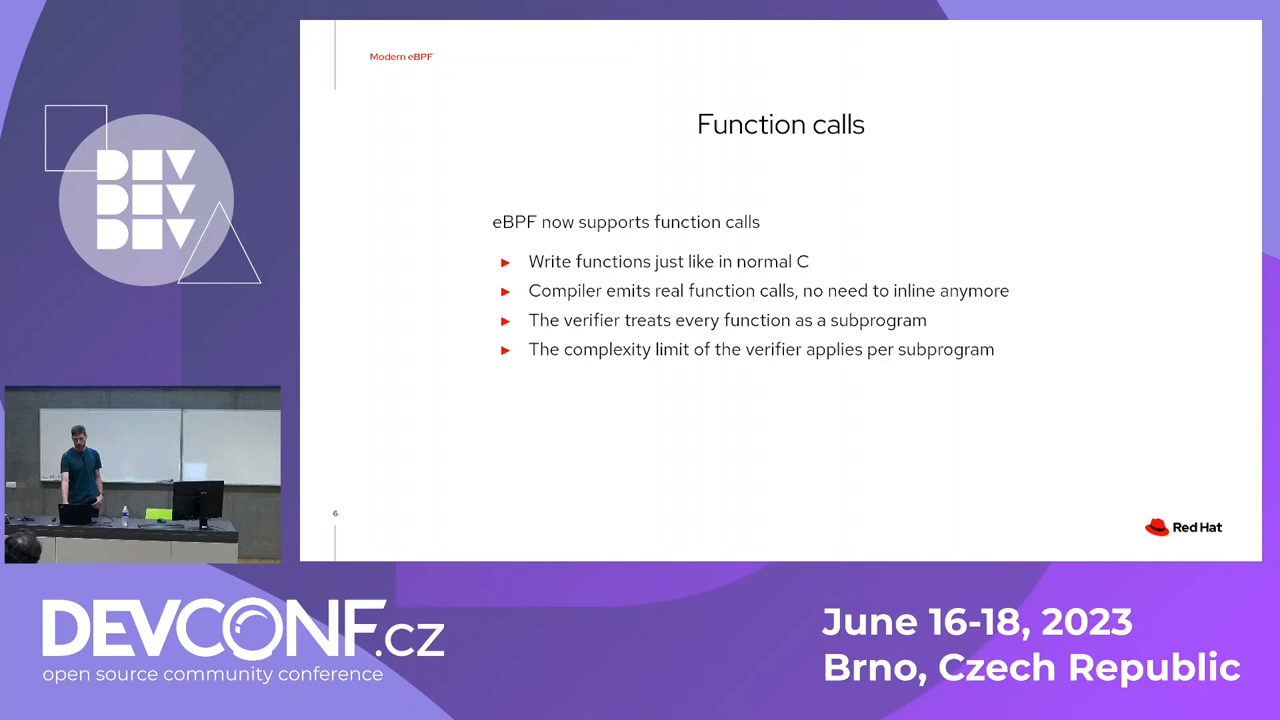 Modern eBPF
Function calls
eBPF now supports function calls
► Write functions just like in normal C
► Compiler emits real function calls, no need to inline anymore
► The verifier treats every function as a subprogram
► The complexity limit of the verifier applies per subprogram
6
Red Hat
DEV
DEV
DEV
DEVCONF.cz
open source community conference
June 16-18, 2023
Brno, Czech Republic